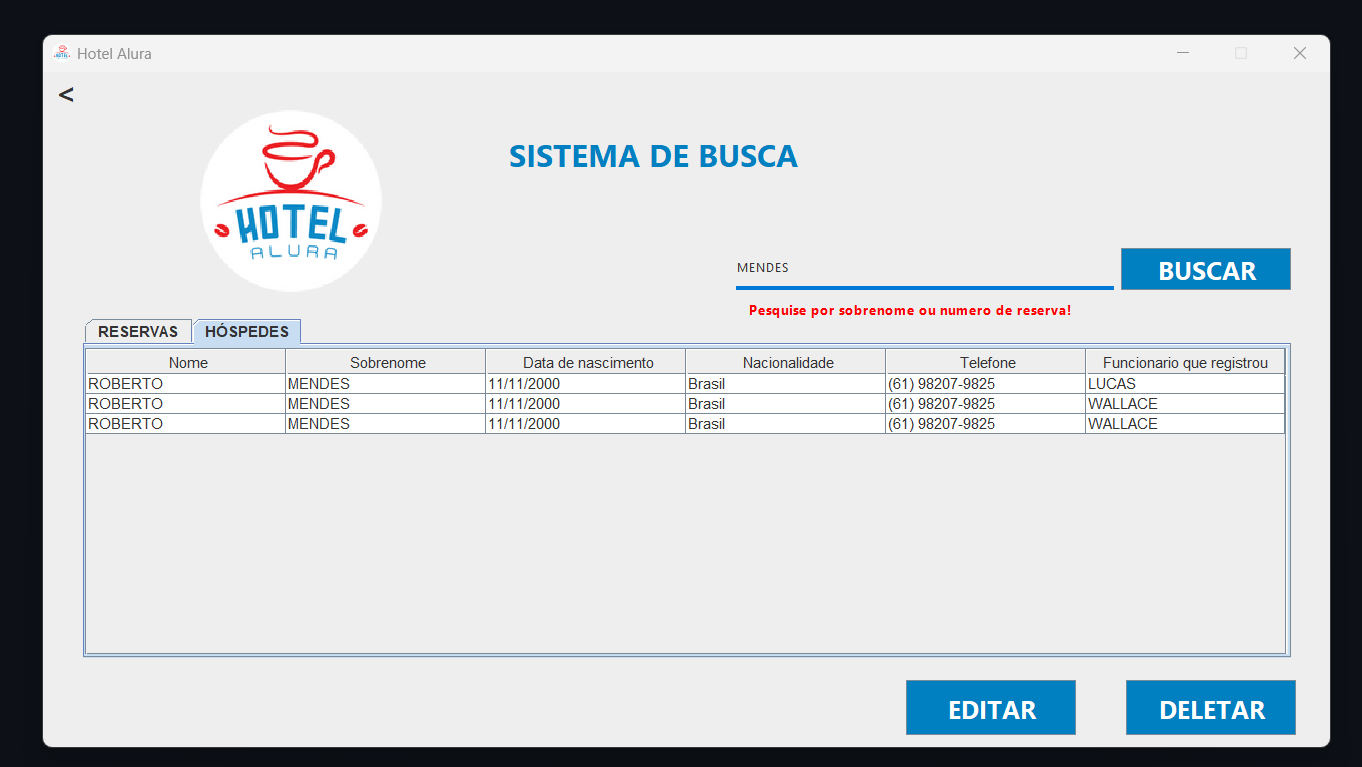 Hotel Alura
<
HOTEL
ALURA
SISTEMA DE BUSCA
MENDES
BUSCAR
Pesquise por sobrenome ou numero de reserva!
RESERVAS HÓSPEDES
Nome Sobrenome Data de nascimento Nacionalidade Telefone Funcionario que registrou
ROBERTO MENDES 11/11/2000 Brasil (61) 98207-9825 LUCAS
ROBERTO MENDES 11/11/2000 Brasil (61) 98207-9825 WALLACE
ROBERTO MENDES 11/11/2000 Brasil (61) 98207-9825 WALLACE
EDITAR DELETAR